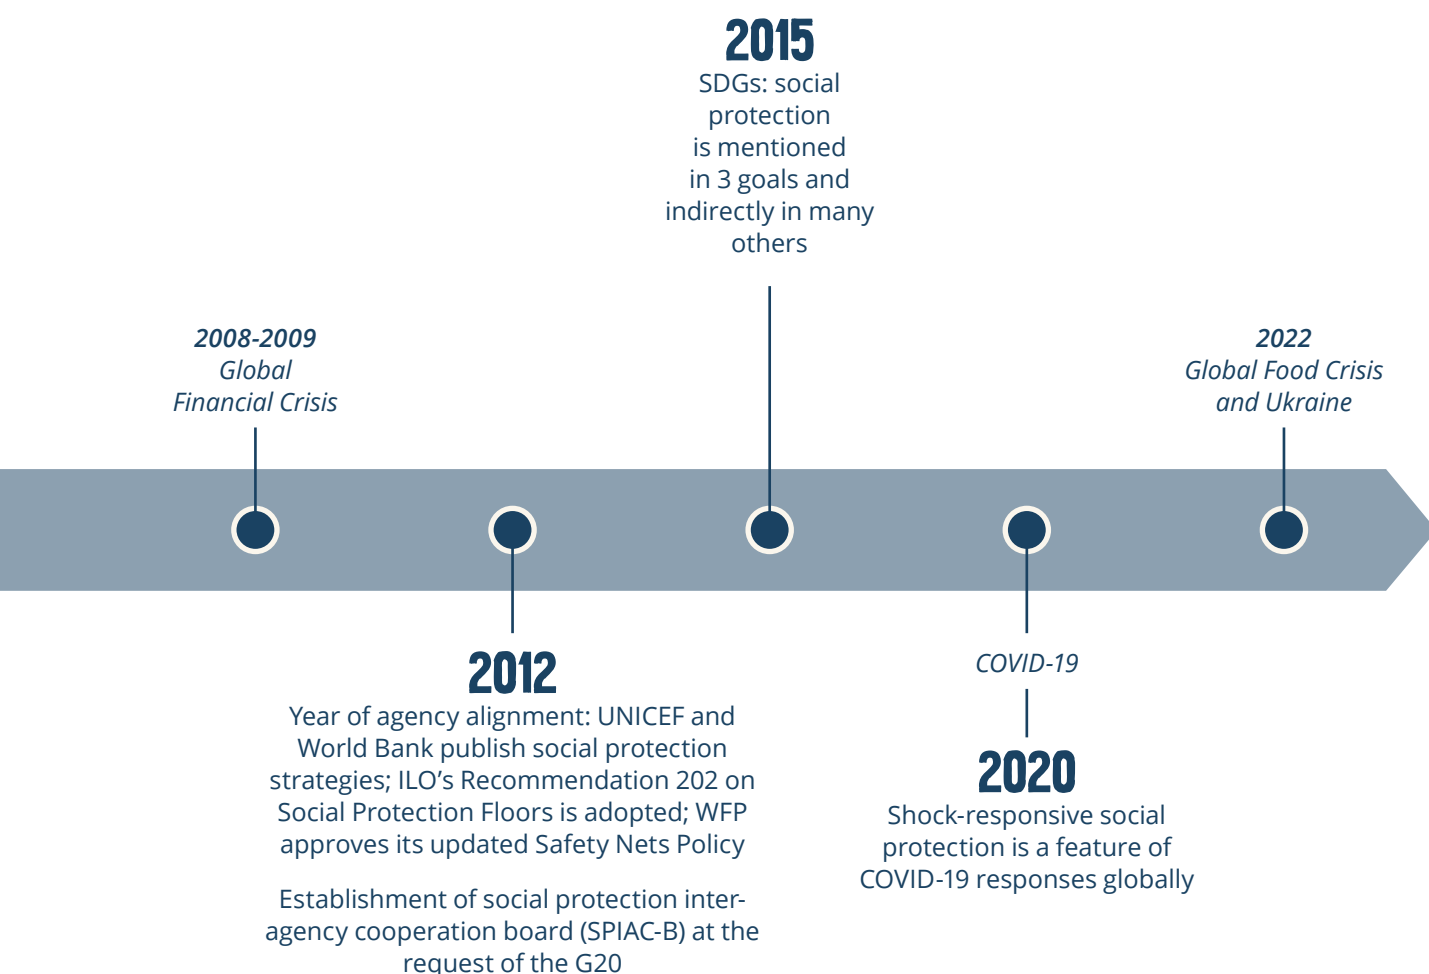 2015
SDGs: social
protection
is mentioned
in 3 goals and
indirectly in many
others
2008-2009
Global
Financial Crisis
2022
Global Food Crisis
and Ukraine
2012
Year of agency alignment: UNICEF and
World Bank publish social protection
strategies; ILO’s Recommendation 202 on
Social Protection Floors is adopted; WFP
approves its updated Safety Nets Policy
Establishment of social protection inter-
agency cooperation board (SPIAC-B) at the
request of the G20
COVID-19
2020
Shock-responsive social
protection is a feature of
COVID-19 responses globally